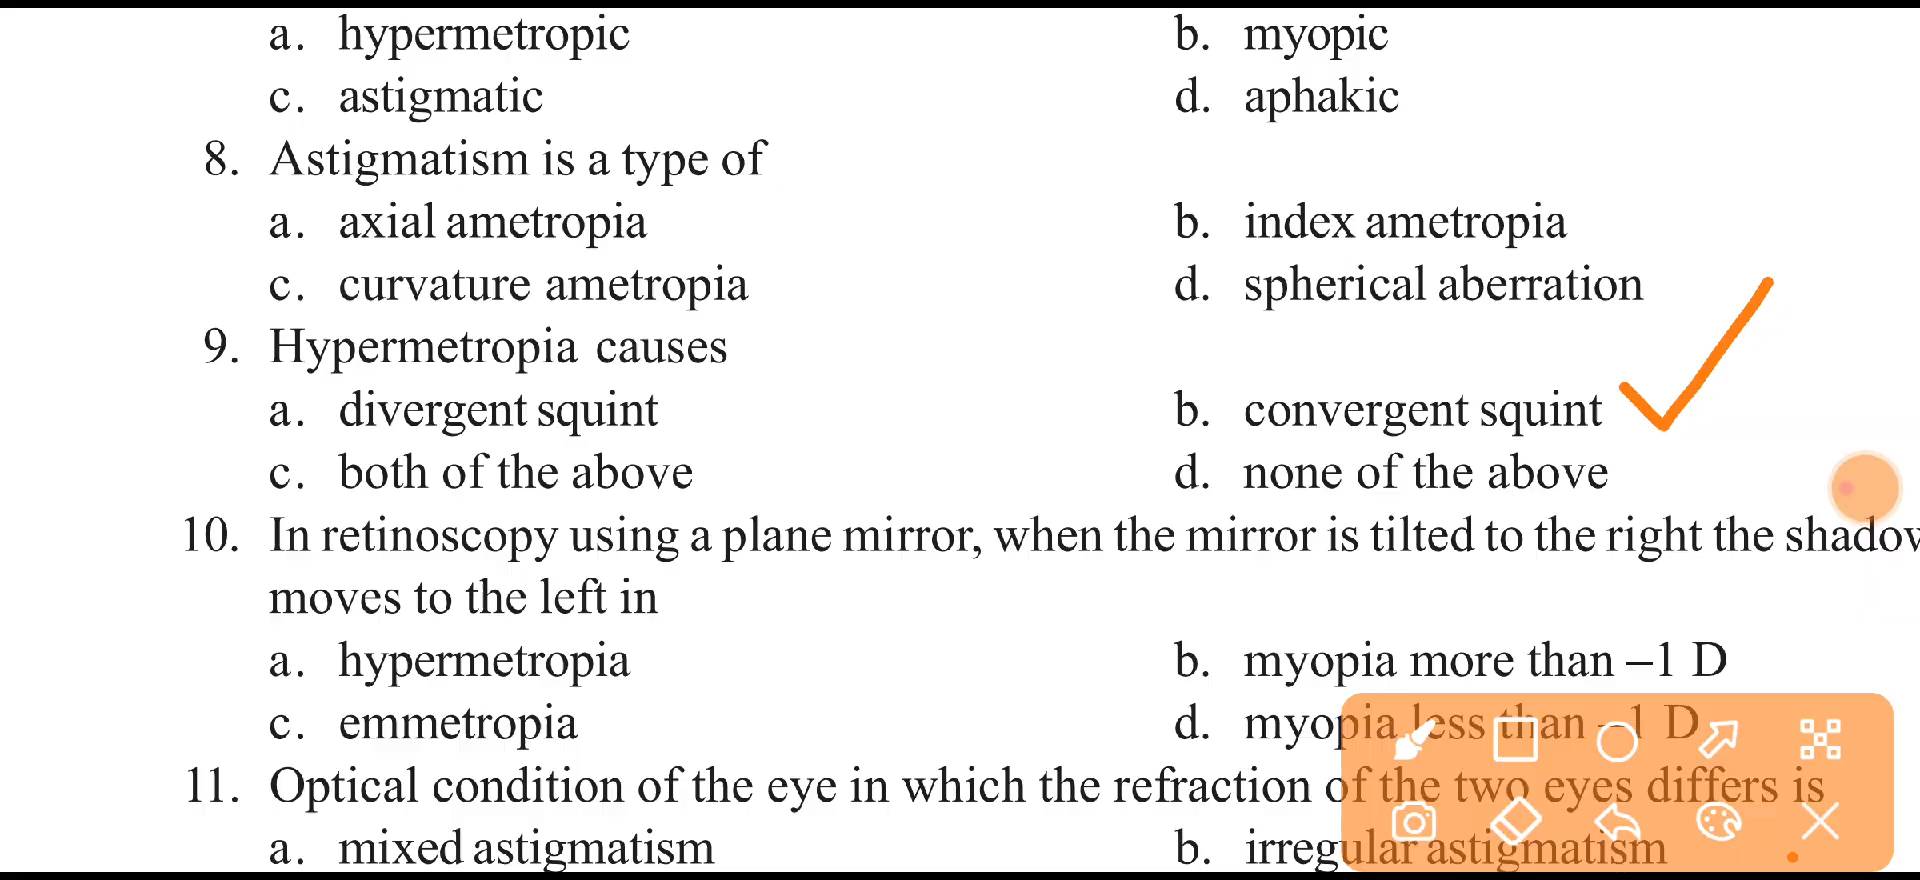 a. hypermetropic b. myopic
c. astigmatic d. aphakic
8. Astigmatism is a type of
a. axial ametropia b. index ametropia
c. curvature ametropia d. spherical aberration
9. Hypermetropia causes
a. divergent squint b. convergent squint
c. both of the above d. none of the above
10. In retinoscopy using a plane mirror, when the mirror is tilted to the right the shadow
moves to the left in
a. hypermetropia b. myopia more than –1 D
c. emmetropia d. myopia less than –1 D
11. Optical condition of the eye in which the refraction of the two eyes differs is
a. mixed astigmatism b. irregular astigmatism